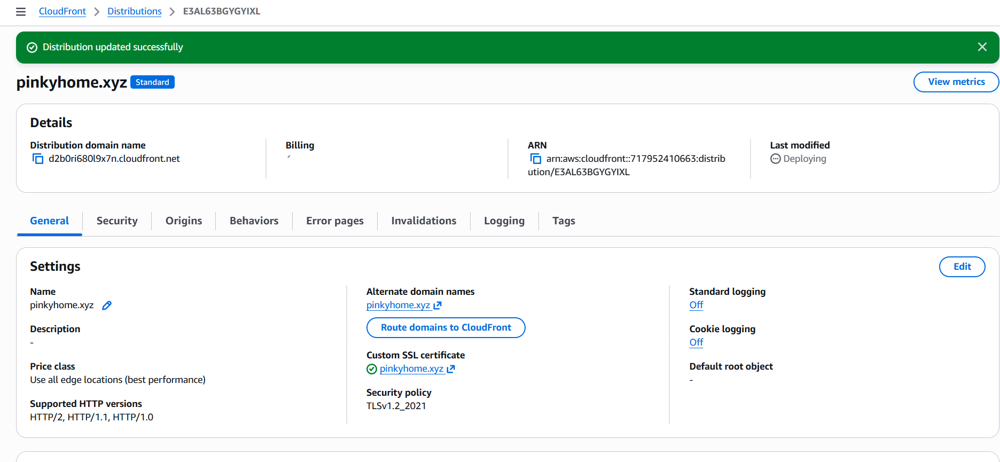 CloudFront > Distributions > E3AL63BGYGYIXL
Distribution updated successfully
pinkyhome.xyz Standard
View metrics
Details
Distribution domain name
d2b0ri680l9x7n.cloudfront.net
Billing
ARN
arn:aws:cloudfront::717952410663:distrib
ution/E3AL63BGYGYIXL
Last modified
Deploying
General Security Origins Behaviors Error pages Invalidations Logging Tags
Settings
Edit
Name
pinkyhome.xyz
Description
-
Price class
Use all edge locations (best performance)
Supported HTTP versions
HTTP/2, HTTP/1.1, HTTP/1.0
Alternate domain names
pinkyhome.xyz
Route domains to CloudFront
Custom SSL certificate
pinkyhome.xyz
Security policy
TLSv1.2_2021
Standard logging
Off
Cookie logging
Off
Default root object
-